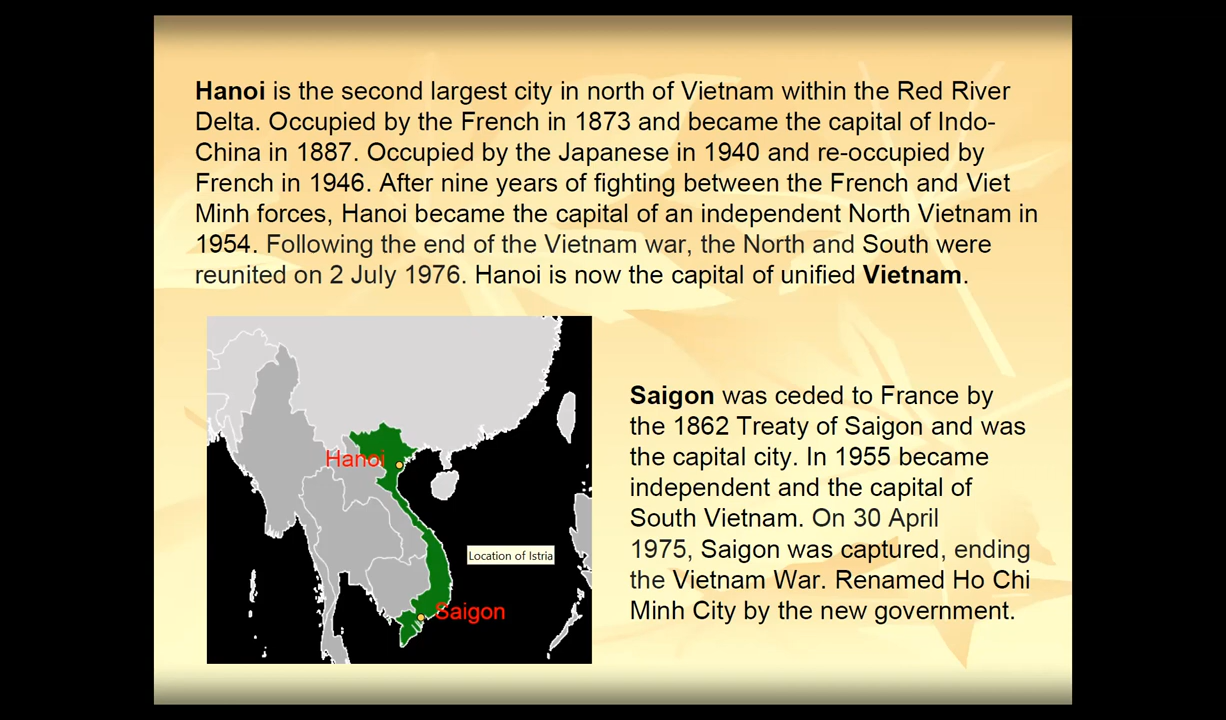 Hanoi is the second largest city in north of Vietnam within the Red River
Delta. Occupied by the French in 1873 and became the capital of Indo-
China in 1887. Occupied by the Japanese in 1940 and re-occupied by
French in 1946. After nine years of fighting between the French and Viet
Minh forces, Hanoi became the capital of an independent North Vietnam in
1954. Following the end of the Vietnam war, the North and South were
reunited on 2 July 1976. Hanoi is now the capital of unified Vietnam.
Hanoi
Location of Istria
Saigon
Saigon was ceded to France by
the 1862 Treaty of Saigon and was
the capital city. In 1955 became
independent and the capital of
South Vietnam. On 30 April
1975, Saigon was captured, ending
the Vietnam War. Renamed Ho Chi
Minh City by the new government.